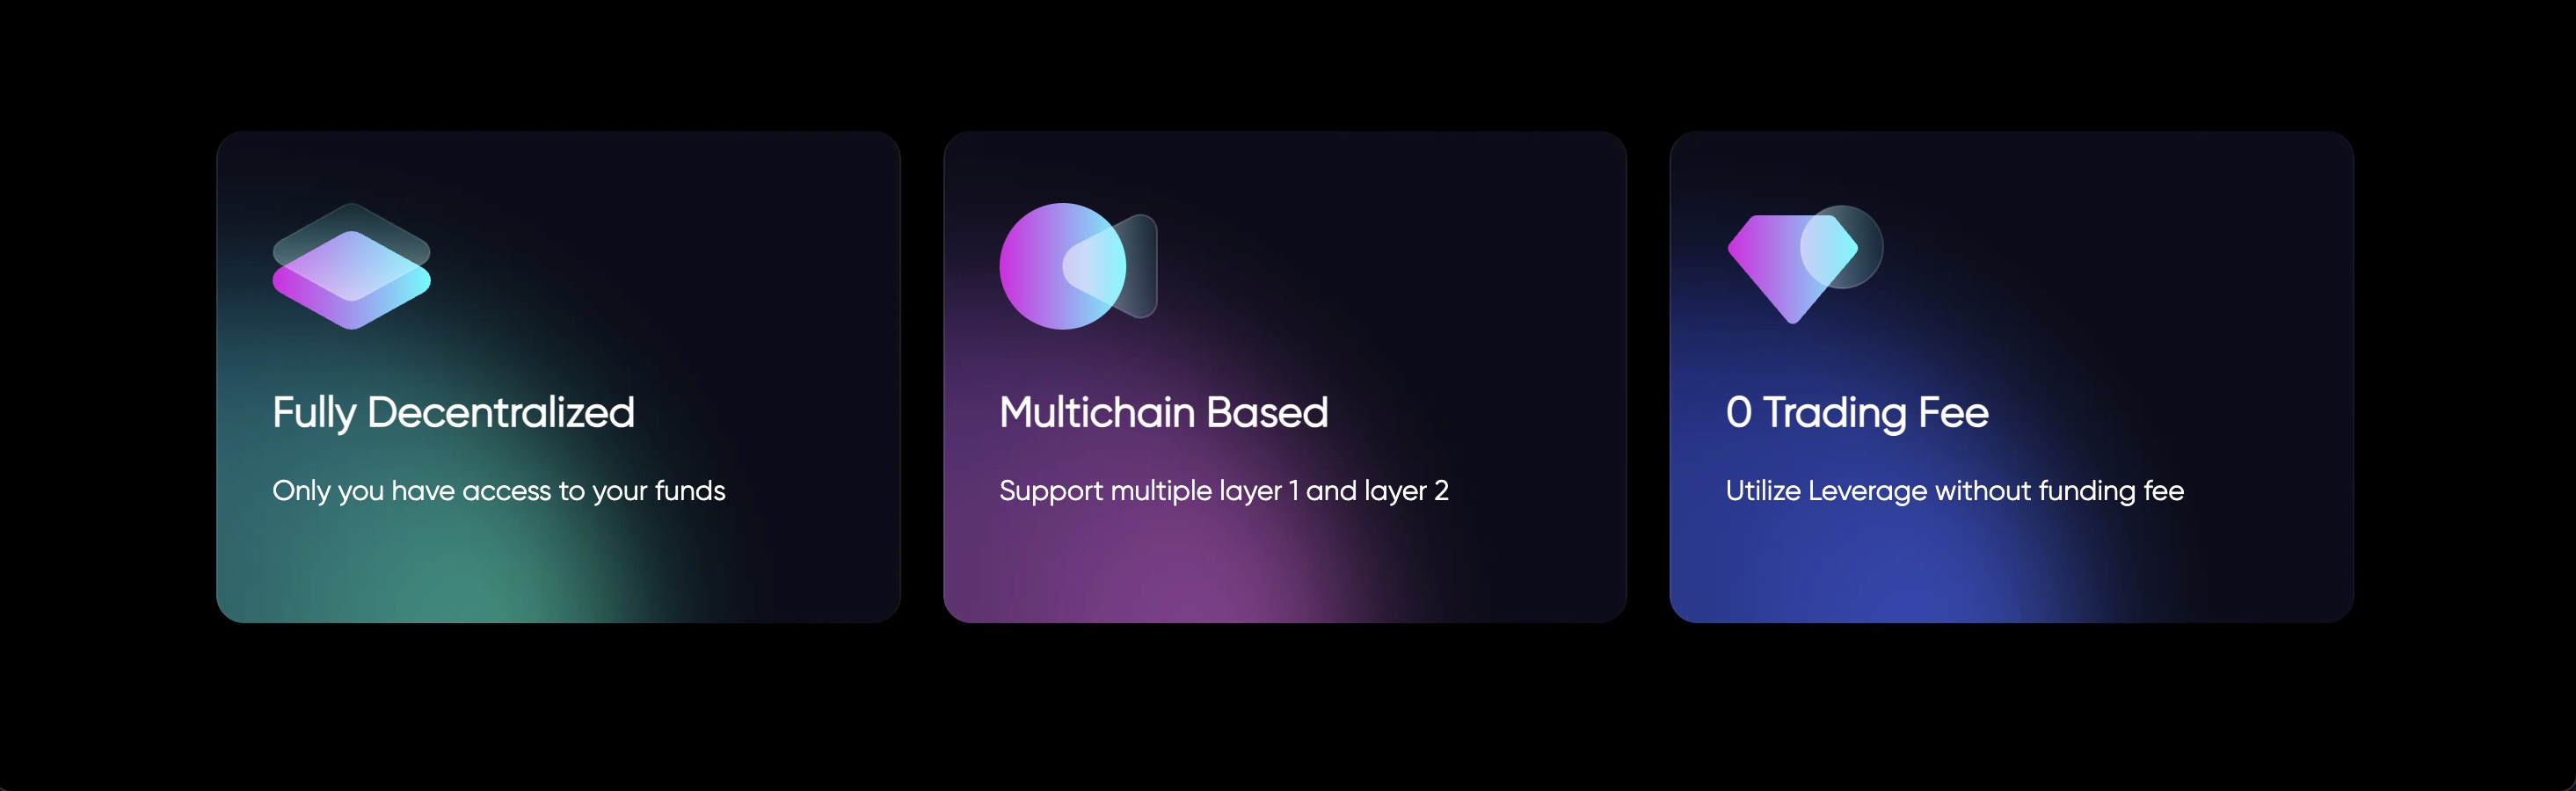 Fully Decentralized
Only you have access to your funds
Multichain Based
Support multiple layer 1 and layer 2
0 Trading Fee
Utilize Leverage without funding fee